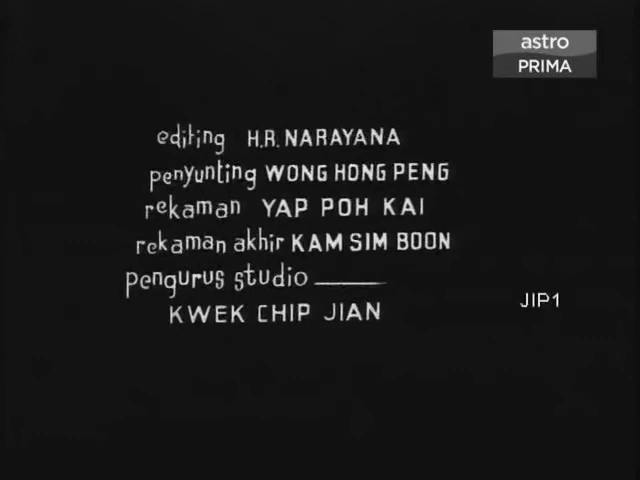 astro
PRIMA
editing H.R. NARAYANA
penyunting WONG HONG PENG
rekaman YAP POH KAI
rekaman akhir KAM SIM BOON
pengurus studio
KWEK CHIP JIAN
JIP1